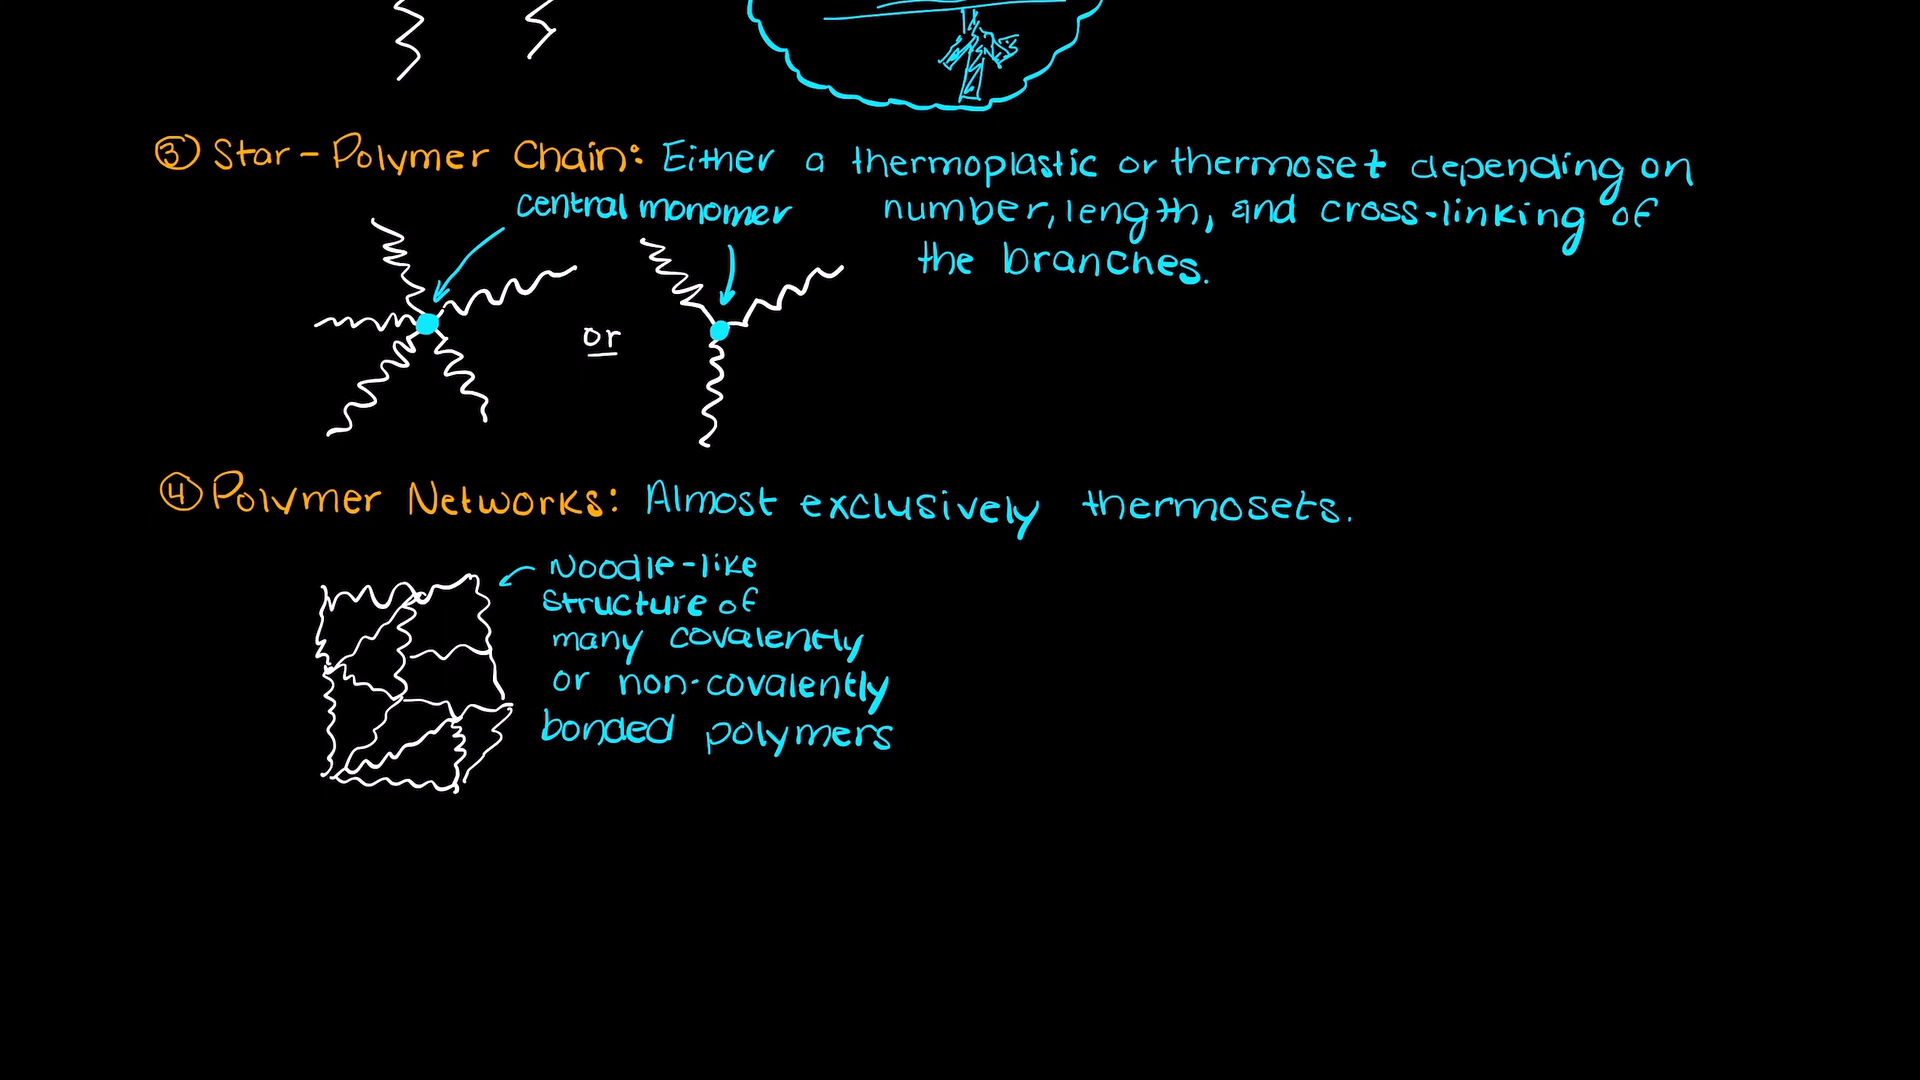 ③ Star-Polymer Chain: Either a thermoplastic or thermoset depending on
central monomer number, length, and cross-linking of
the branches.
or
④ Polymer Networks: Almost exclusively thermosets.
Noodle-like
structure of
many covalently
or non-covalently
bonded polymers